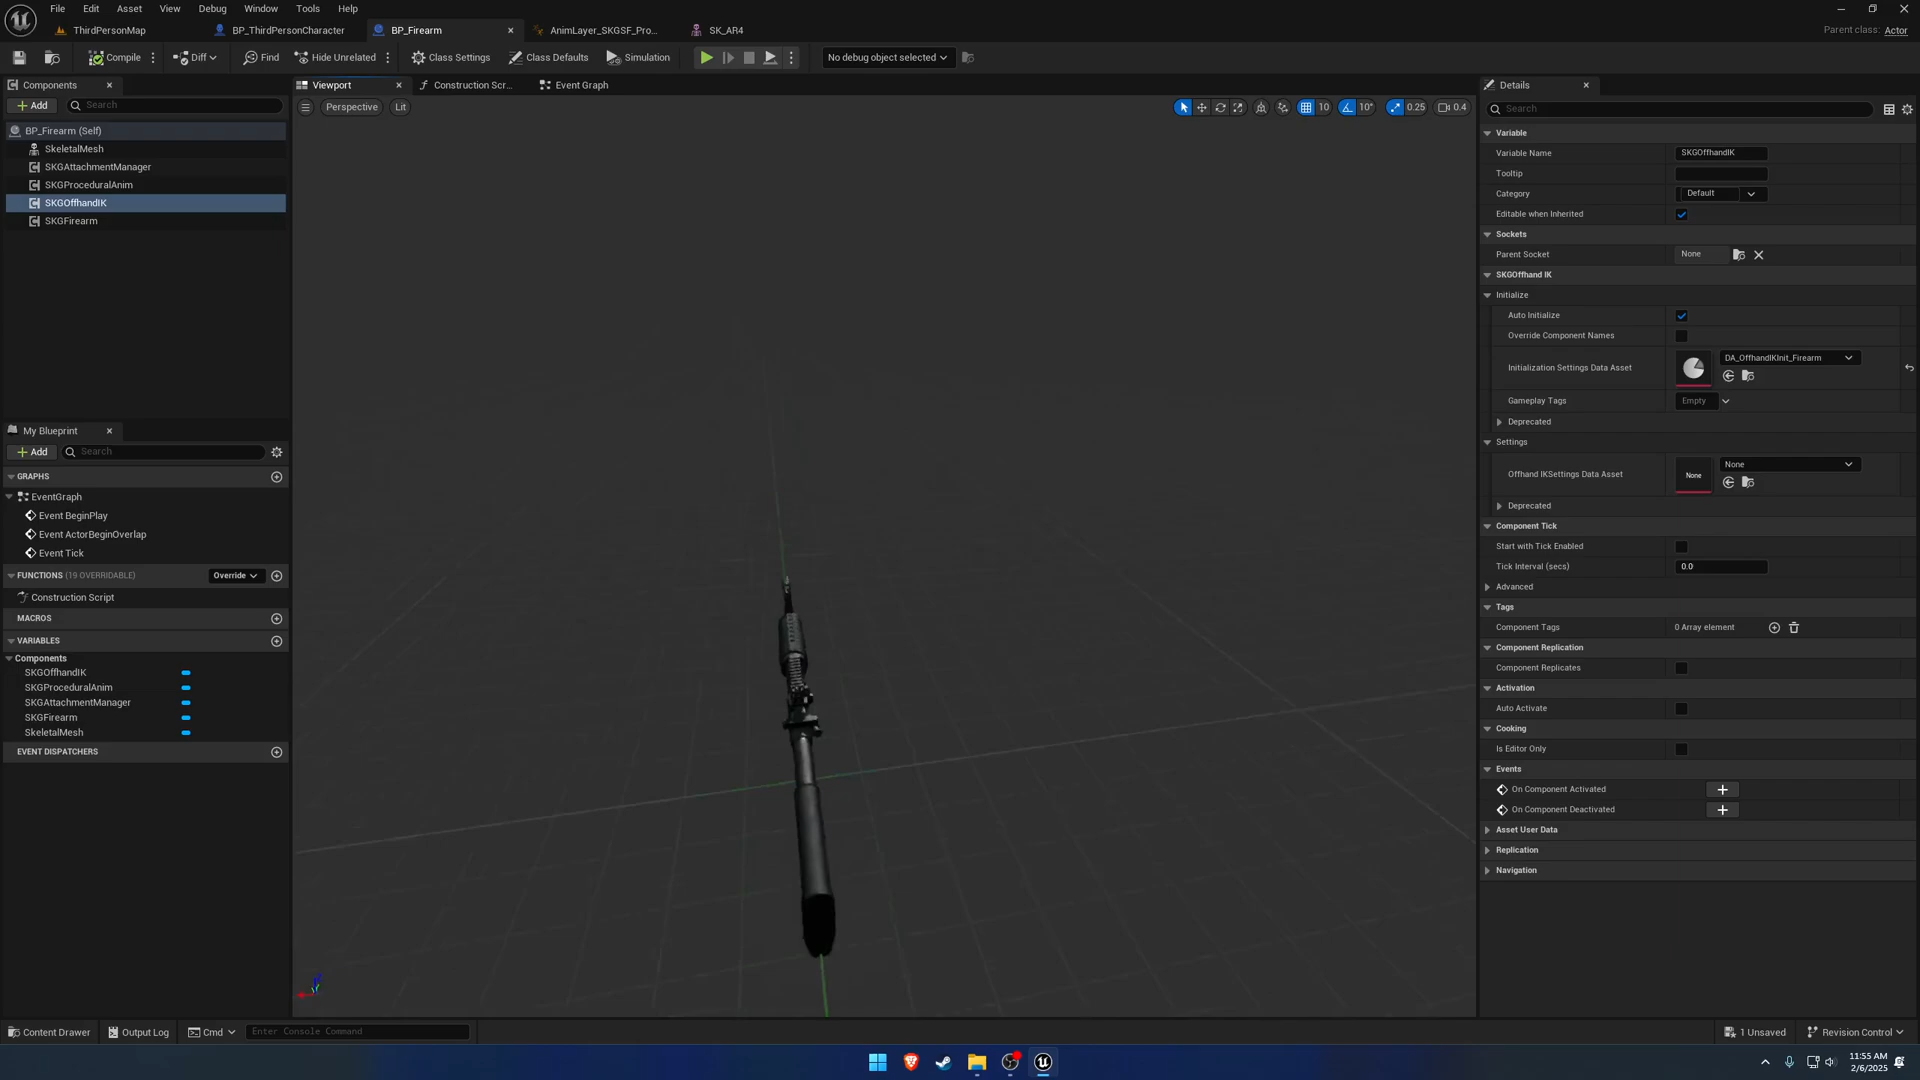 File Edit Asset View Debug Window Tools Help
ThirdPersonMap BP_ThirdPersonCharacter BP_Firearm AnimLayer_SKGSF_Pro... SK_AR4
Parent class: Actor
Compile Diff Find Hide Unrelated Class Settings Class Defaults Simulation No debug object selected
Components
Add Search
BP_Firearm (Self)
SkeletalMesh
SKGAttachmentManager
SKGProceduralAnim
SKGOffhandIK
SKGFirearm
My Blueprint
Add Search
GRAPHS
EventGraph
Event BeginPlay
Event ActorBeginOverlap
Event Tick
FUNCTIONS (19 OVERRIDABLE) Override
Construction Script
MACROS
VARIABLES
Components
SKGOffhandIK
SKGProceduralAnim
SKGAttachmentManager
SKGFirearm
SkeletalMesh
EVENT DISPATCHERS
Viewport Construction Scr... Event Graph
Perspective Lit 10 10° 0.25 0.4
Details
Search
Variable
Variable Name SKGOffhandIK
Tooltip
Category Default
Editable when Inherited
Sockets
Parent Socket None
SKGOffhand IK
Initialize
Auto Initialize
Override Component Names
Initialization Settings Data Asset DA_OffhandIKInit_Firearm
Gameplay Tags Empty
Deprecated
Settings
Offhand IKSettings Data Asset None None
Deprecated
Component Tick
Start with Tick Enabled
Tick Interval (secs) 0.0
Advanced
Tags
Component Tags 0 Array element
Component Replication
Component Replicates
Activation
Auto Activate
Cooking
Is Editor Only
Events
On Component Activated
On Component Deactivated
Asset User Data
Replication
Navigation
Content Drawer Output Log Cmd Enter Console Command 1 Unsaved Revision Control
11:55 AM
2/6/2025